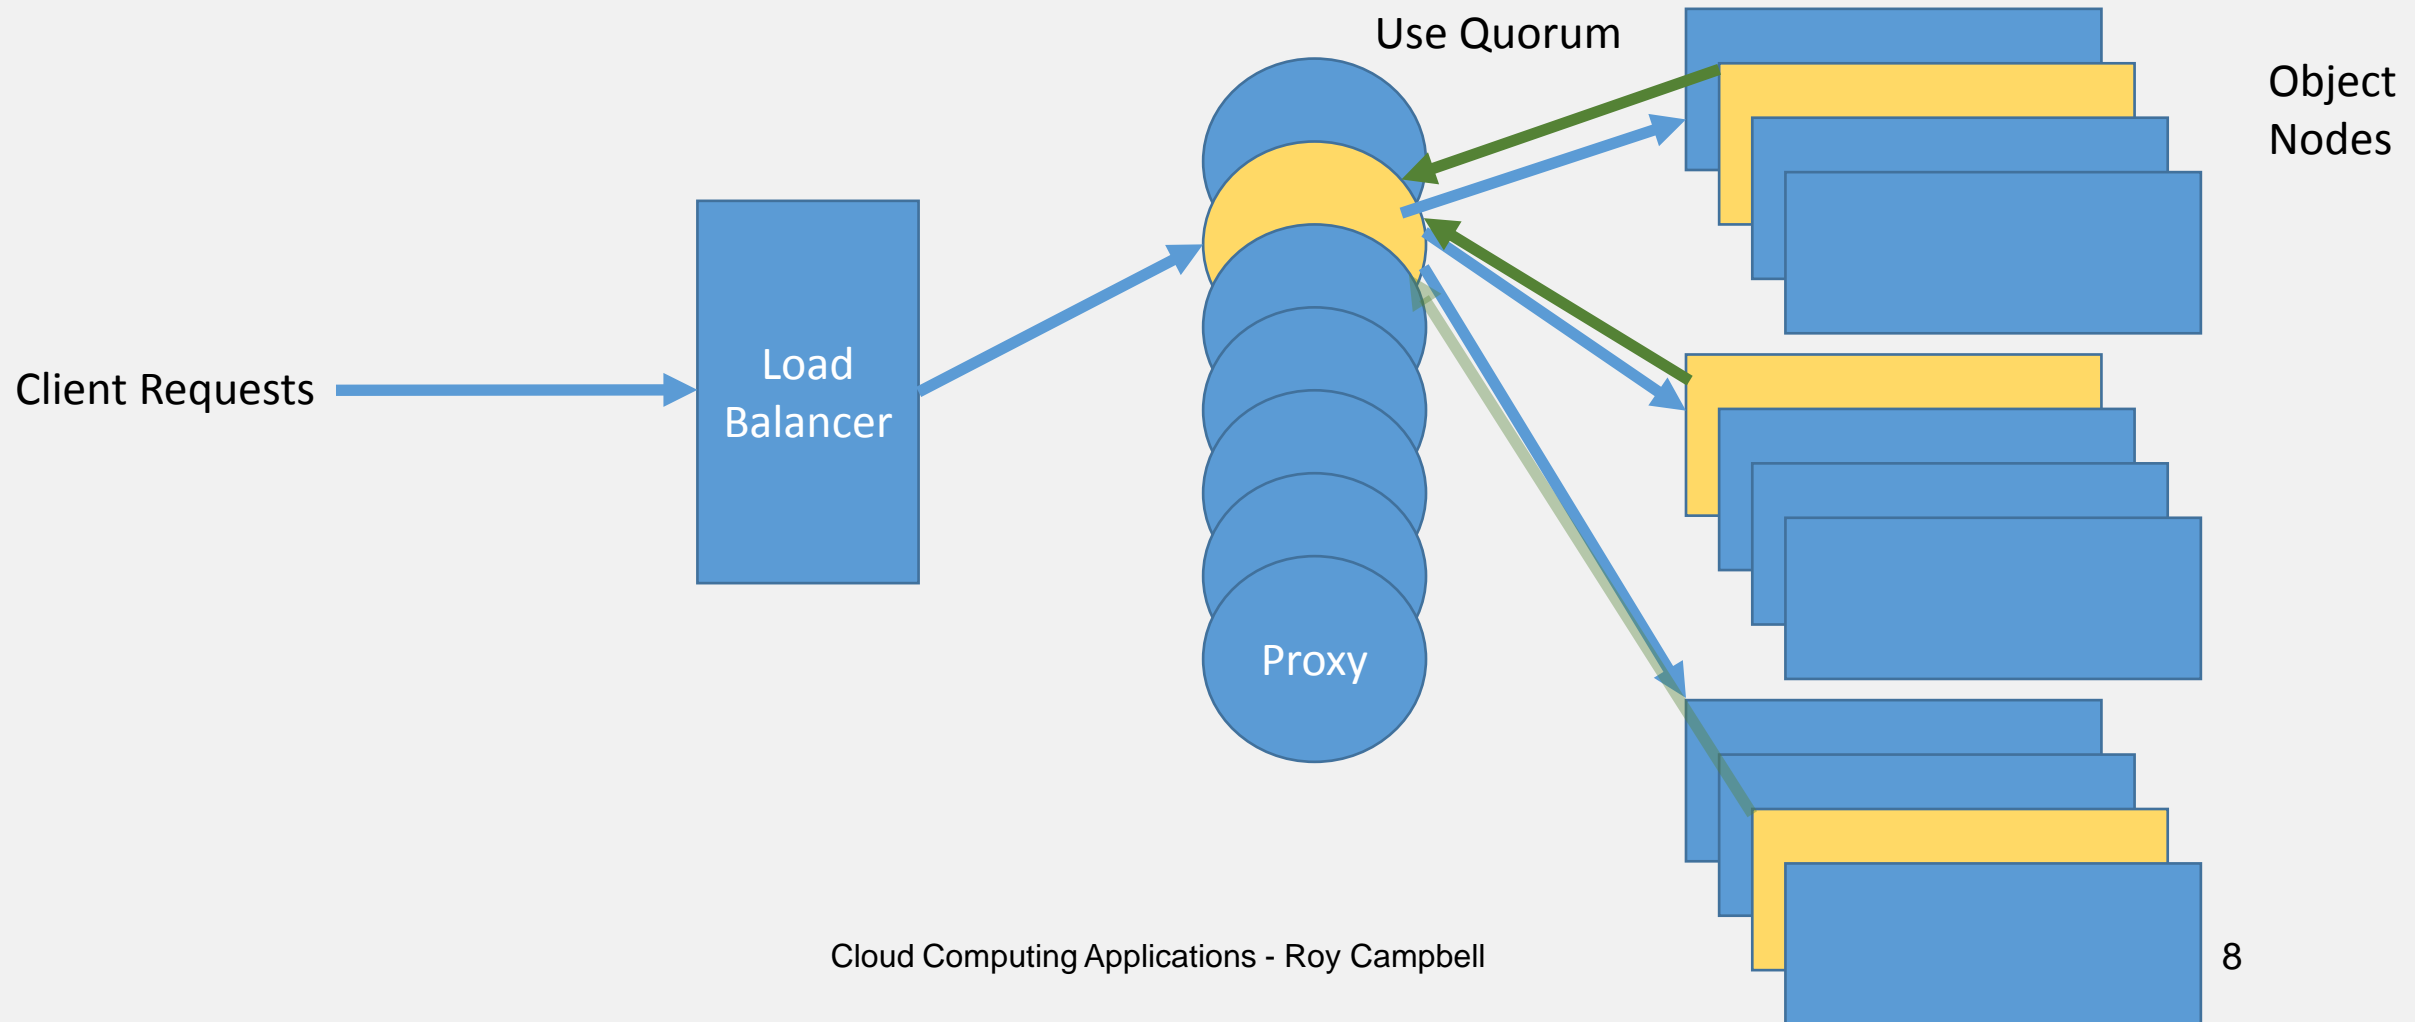 Use Quorum
Object
Nodes
Client Requests
Load
Balancer
Proxy
Cloud Computing Applications - Roy Campbell
8